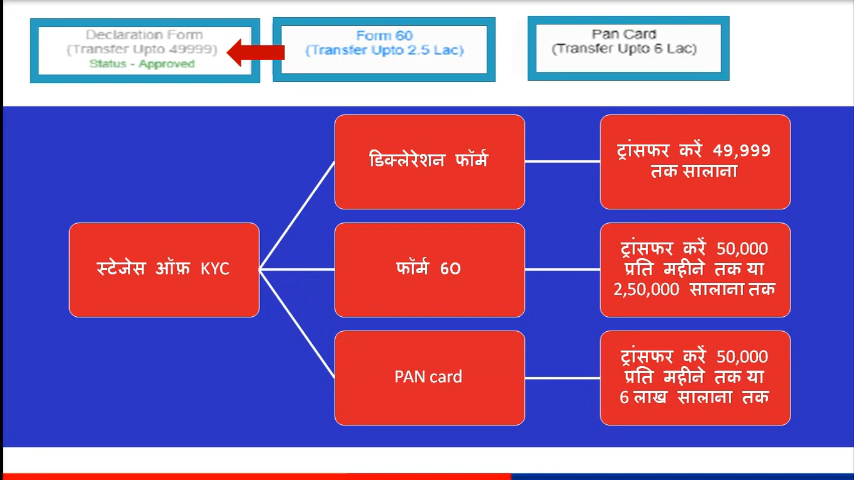 Declaration Form
(Transfer Upto 49999)
Status - Approved
Form 60
(Transfer Upto 2.5 Lac)
Pan Card
(Transfer Upto 6 Lac)
स्टेजेस ऑफ़ KYC
डिक्लेरेशन फॉर्म
ट्रांसफर करें 49,999
तक सालाना
फॉर्म 60
ट्रांसफर करें 50,000
प्रति महीने तक या
2,50,000 सालाना तक
PAN card
ट्रांसफर करें 50,000
प्रति महीने तक या
6 लाख सालाना तक